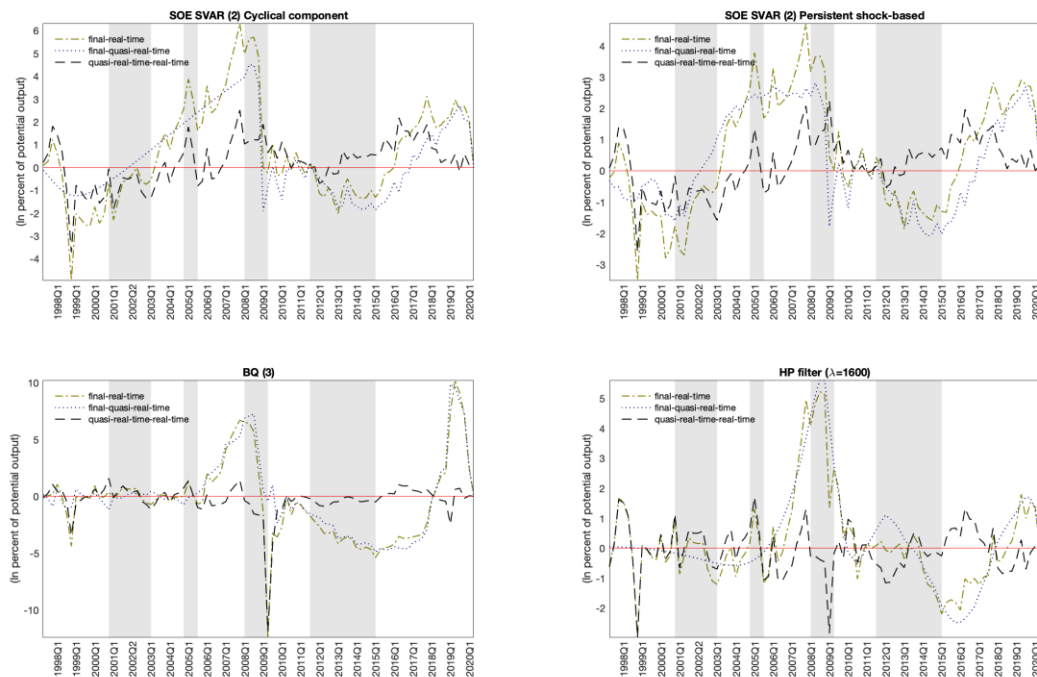 SOE SVAR (2) Cyclical component
(In percent of potential output)
6
5
4
3
2
1
0
-1
-2
-3
-4
final-real-time
final-quasi-real-time
quasi-real-time-real-time
1998Q1
1999Q1
2000Q1
2001Q1
2002Q2
2003Q1
2004Q1
2005Q1
2006Q1
2007Q1
2008Q1
2009Q1
2010Q1
2011Q1
2012Q1
2013Q1
2014Q1
2015Q1
2016Q1
2017Q1
2018Q1
2019Q1
2020Q1
SOE SVAR (2) Persistent shock-based
(In percent of potential output)
4
3
2
1
0
-1
-2
-3
final-real-time
final-quasi-real-time
quasi-real-time-real-time
1998Q1
1999Q1
2000Q1
2001Q1
2002Q2
2003Q1
2004Q1
2005Q1
2006Q1
2007Q1
2008Q1
2009Q1
2010Q1
2011Q1
2012Q1
2013Q1
2014Q1
2015Q1
2016Q1
2017Q1
2018Q1
2019Q1
2020Q1
BQ (3)
(In percent of potential output)
10
5
0
-5
-10
final-real-time
final-quasi-real-time
quasi-real-time-real-time
1998Q1
1999Q1
2000Q1
2001Q1
2002Q2
2003Q1
2004Q1
2005Q1
2006Q1
2007Q1
2008Q1
2009Q1
2010Q1
2011Q1
2012Q1
2013Q1
2014Q1
2015Q1
2016Q1
2017Q1
2018Q1
2019Q1
2020Q1
HP filter (λ=1600)
(In percent of potential output)
5
4
3
2
1
0
-1
-2
final-real-time
final-quasi-real-time
quasi-real-time-real-time
1998Q1
1999Q1
2000Q1
2001Q1
2002Q2
2003Q1
2004Q1
2005Q1
2006Q1
2007Q1
2008Q1
2009Q1
2010Q1
2011Q1
2012Q1
2013Q1
2014Q1
2015Q1
2016Q1
2017Q1
2018Q1
2019Q1
2020Q1